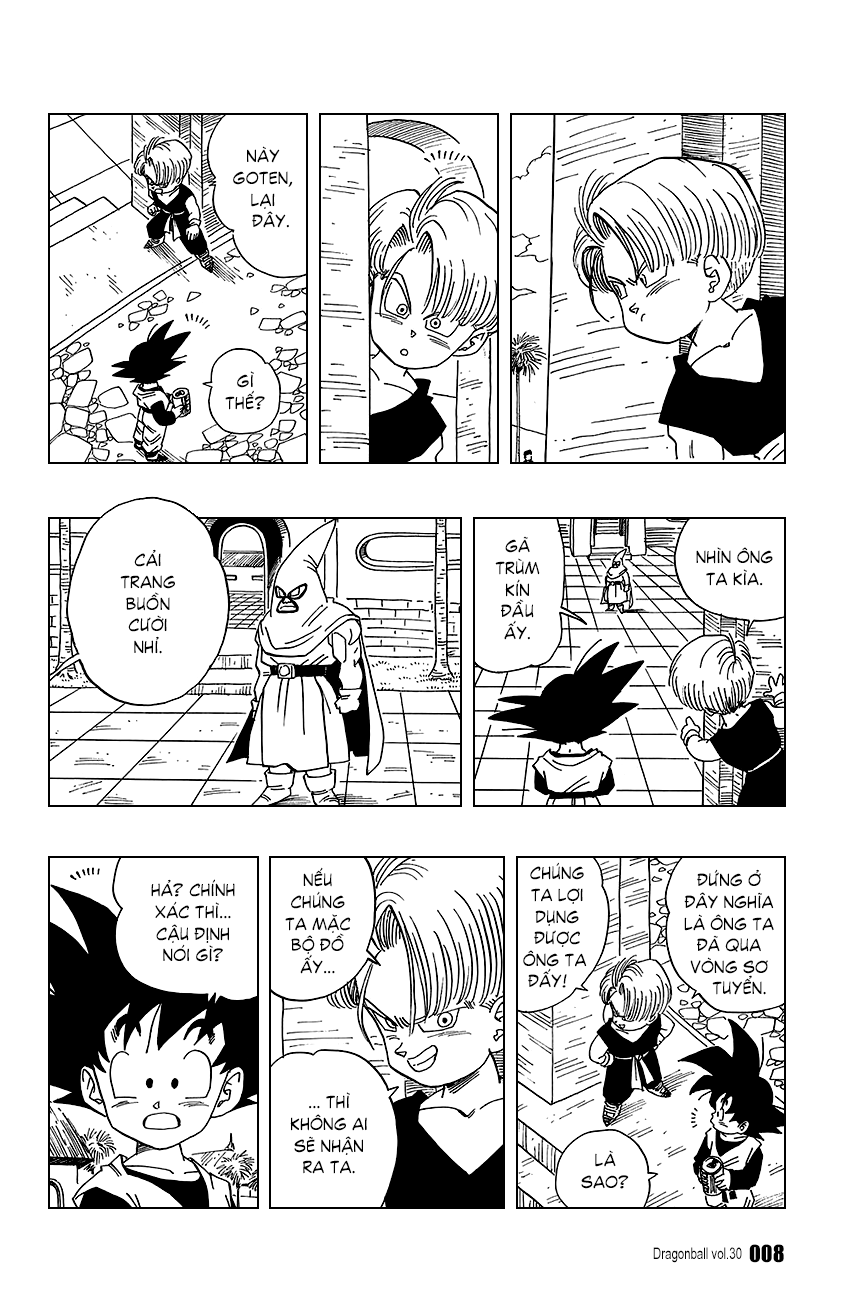 NÀY
GOTEN,
LẠI
ĐÂY.
GÌ
THẾ?
NHÌN ÔNG
TA KÌA.
GÃ
TRÙM
KÍN
ĐẦU
ẤY.
CẢI
TRANG
BUỒN
CƯỜI
NHỈ.
ĐỨNG Ở
ĐÂY NGHĨA
LÀ ÔNG TA
ĐÃ QUA
VÒNG SƠ
TUYỂN.
CHÚNG
TA LỢI
DỤNG
ĐƯỢC
ÔNG TA
ĐẤY!
LÀ
SAO?
NẾU
CHÚNG
TA MẶC
BỘ ĐỒ
ẤY...
... THÌ
KHÔNG AI
SẼ NHẬN
RA TA.
HẢ? CHÍNH
XÁC THÌ...
CẬU ĐỊNH
NÓI GÌ?
Dragonball vol.30 008